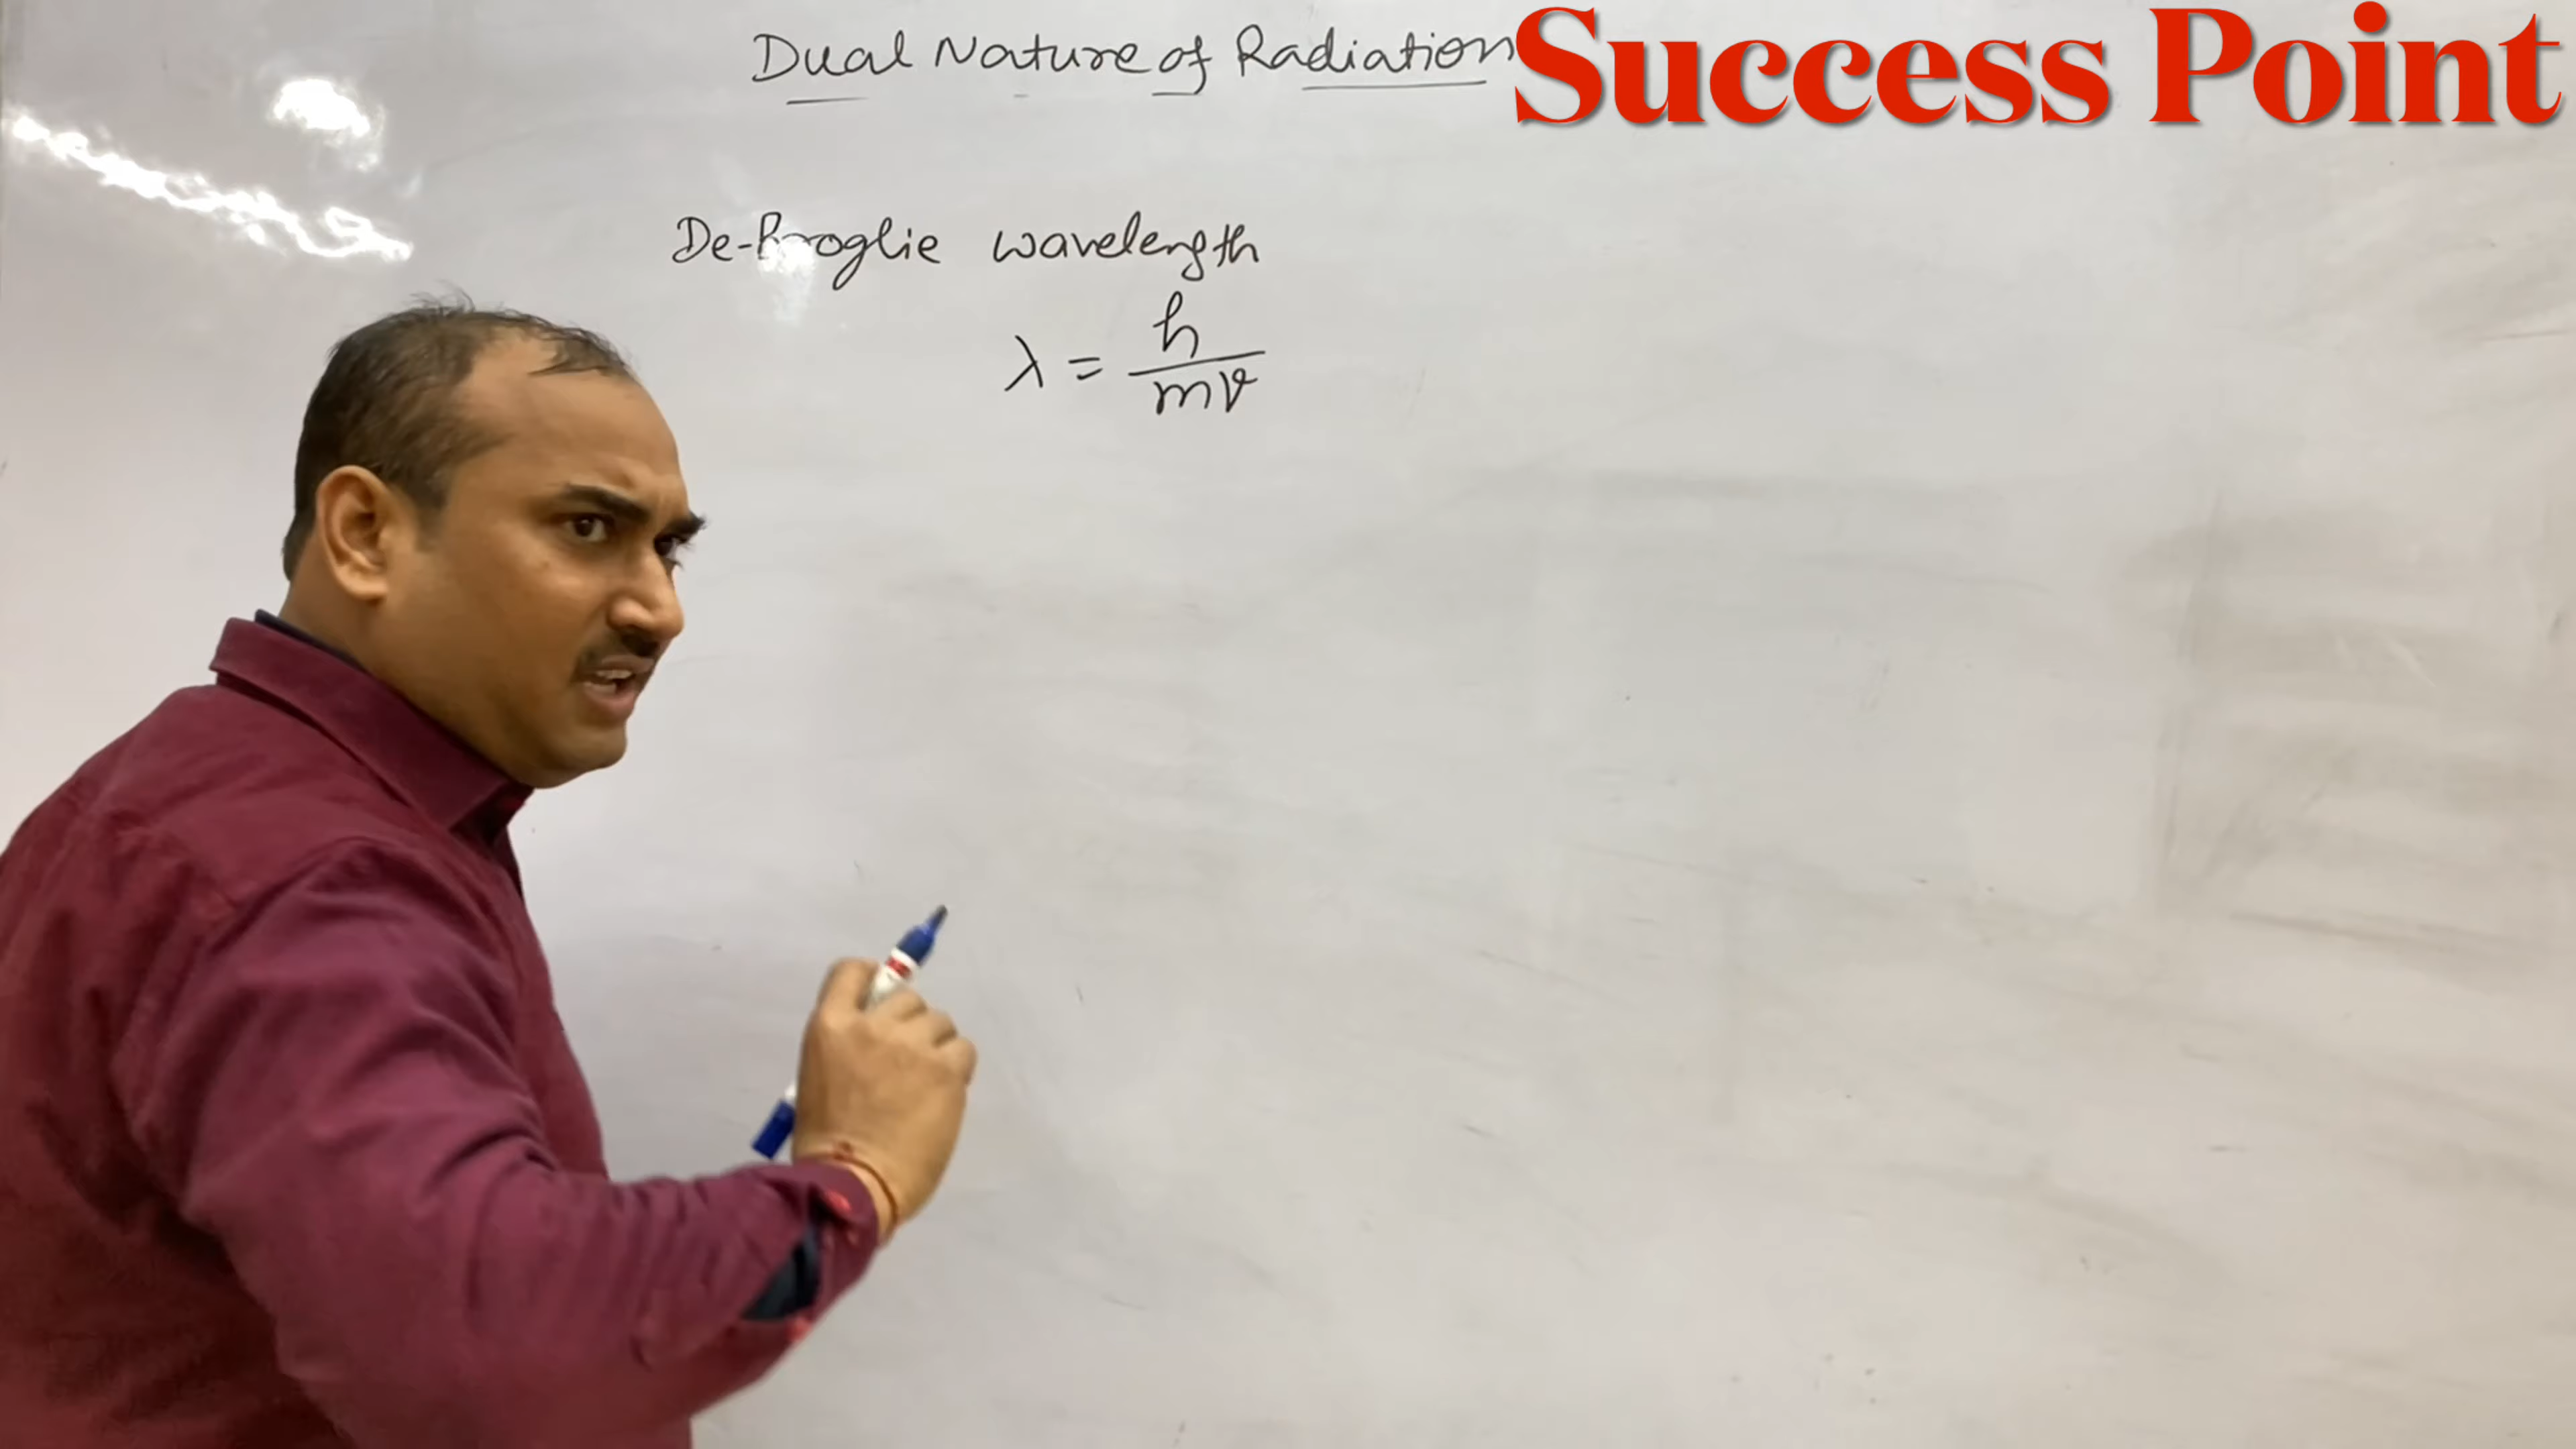 Dual Nature of Radiation
Success Point
De-Broglie wavelength
λ = h / mv